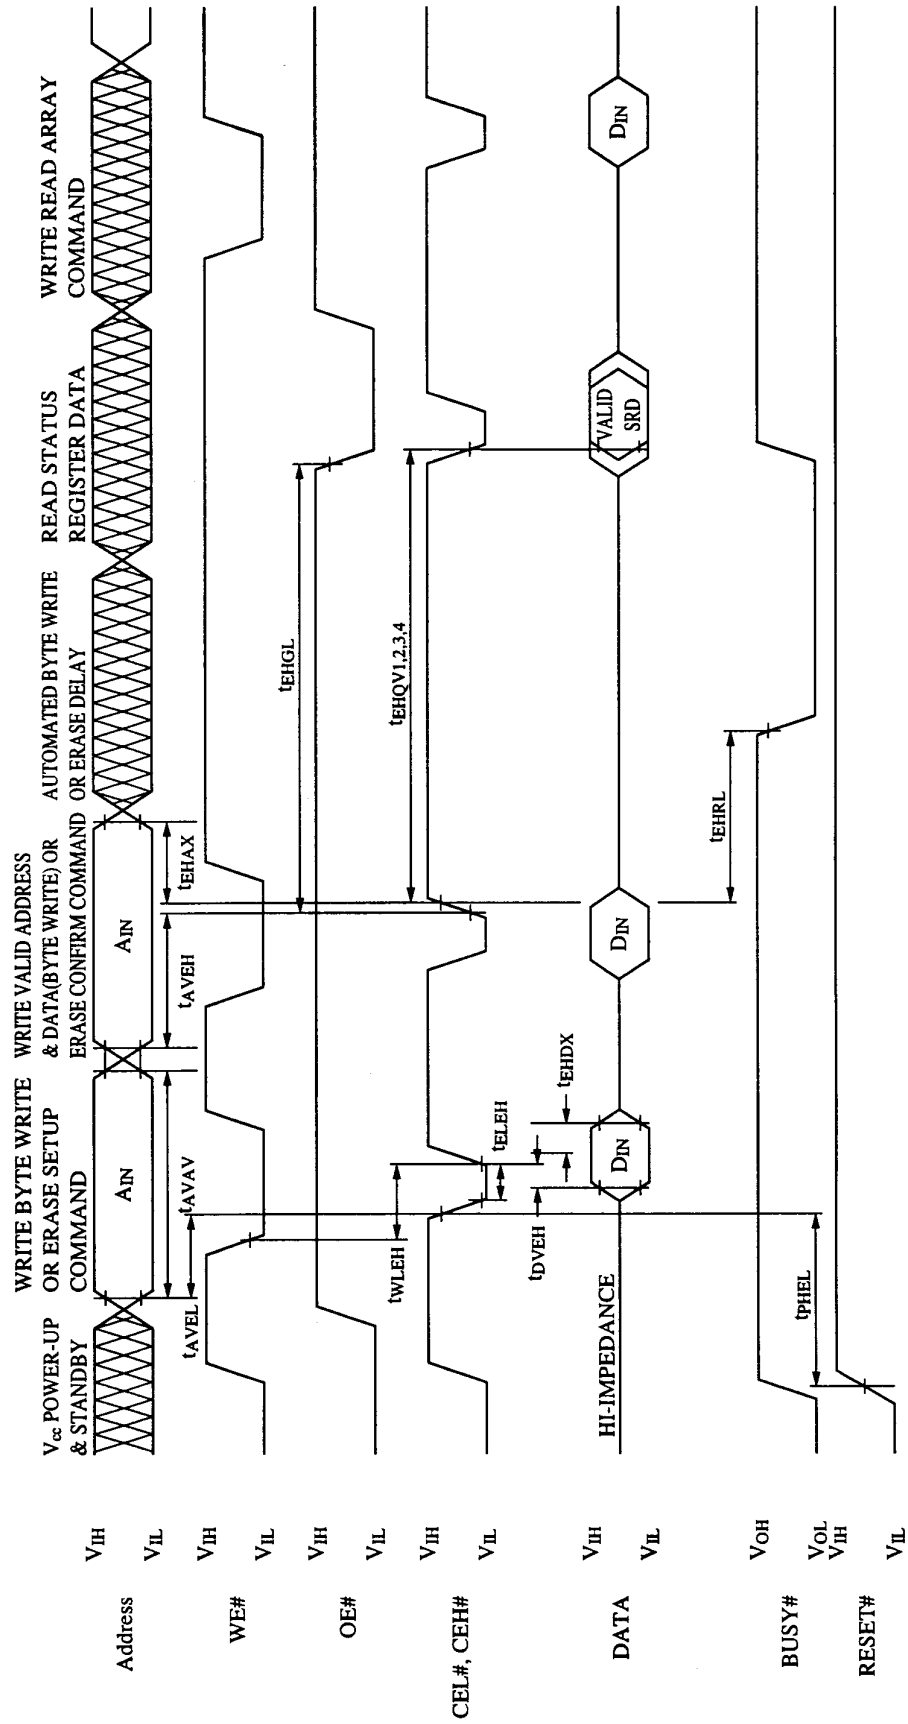 Vcc POWER-UP
& STANDBY
WRITE BYTE WRITE
OR ERASE SETUP
COMMAND
WRITE VALID ADDRESS
& DATA(BYTE WRITE) OR
ERASE CONFIRM COMMAND
AUTOMATED BYTE WRITE
OR ERASE DELAY
READ STATUS
REGISTER DATA
WRITE READ ARRAY
COMMAND
Address
VIH
VIL
AIN
AIN
tAVEL
tAVAV
tAVEH
tEHAX
WE#
VIH
VIL
OE#
VIH
VIL
tEHGL
CEL#, CEH#
VIH
VIL
tWLEH
tELEH
tEHQV1,2,3,4
DATA
VIH
VIL
HI-IMPEDANCE
tDVEH
tEHDX
DIN
DIN
VALID
SRD
DIN
BUSY#
VOH
VOL
tEHRL
RESET#
VIH
VIL
tPHEL